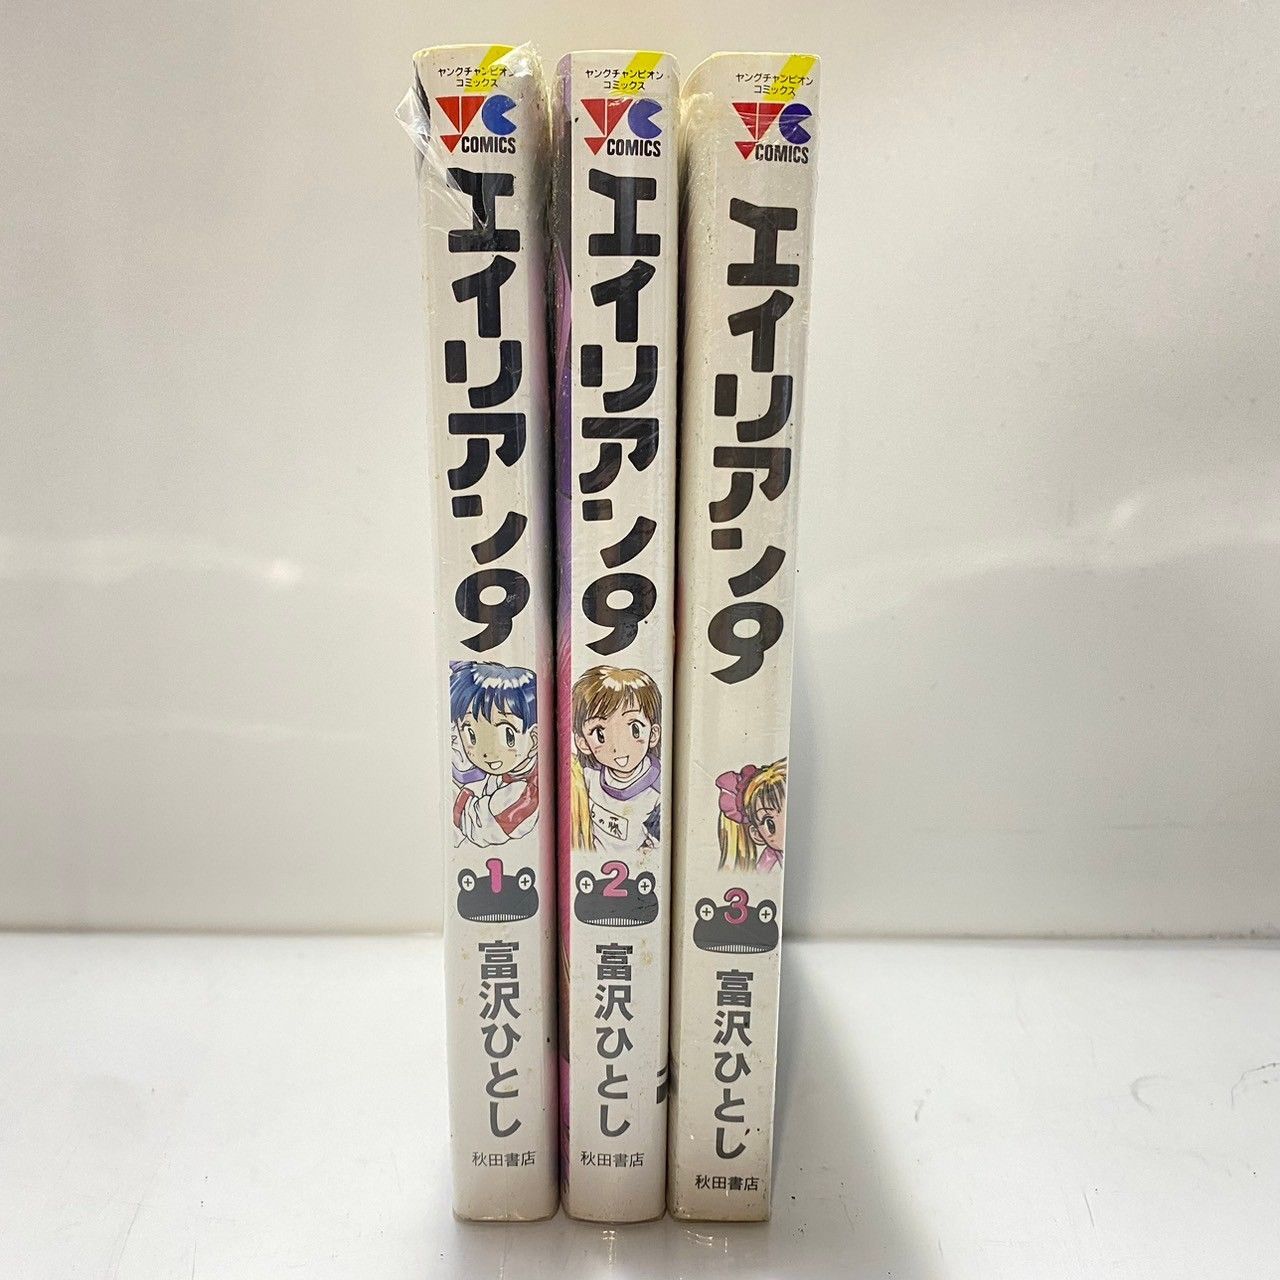 ヤングチャンピオン
コミックス
YC
COMICS
エイリアン9
1
富沢ひとし
秋田書店
ヤングチャンピオン
コミックス
YC
COMICS
エイリアン9
2
富沢ひとし
秋田書店
ヤングチャンピオン
コミックス
YC
COMICS
エイリアン9
3
富沢ひとし
秋田書店